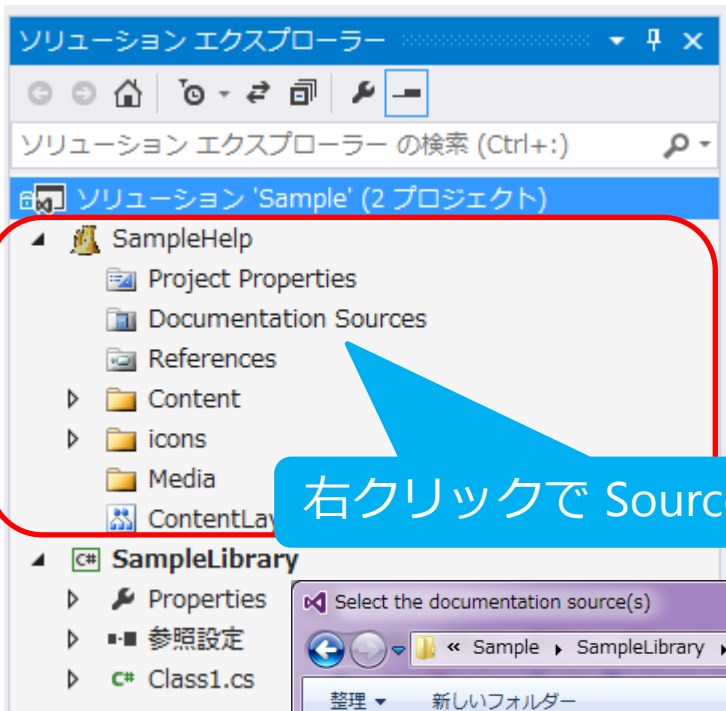 ソリューション エクスプローラー
ソリューション エクスプローラー の検索 (Ctrl+:)
ソリューション 'Sample' (2 プロジェクト)
SampleHelp
Project Properties
Documentation Sources
References
Content
icons
Media
右クリックで
SampleLibrary
Properties
参照設定
C# Class1.cs
Select the documentation source(s)
« Sample SampleLibrary
整理 新しいフォルダー